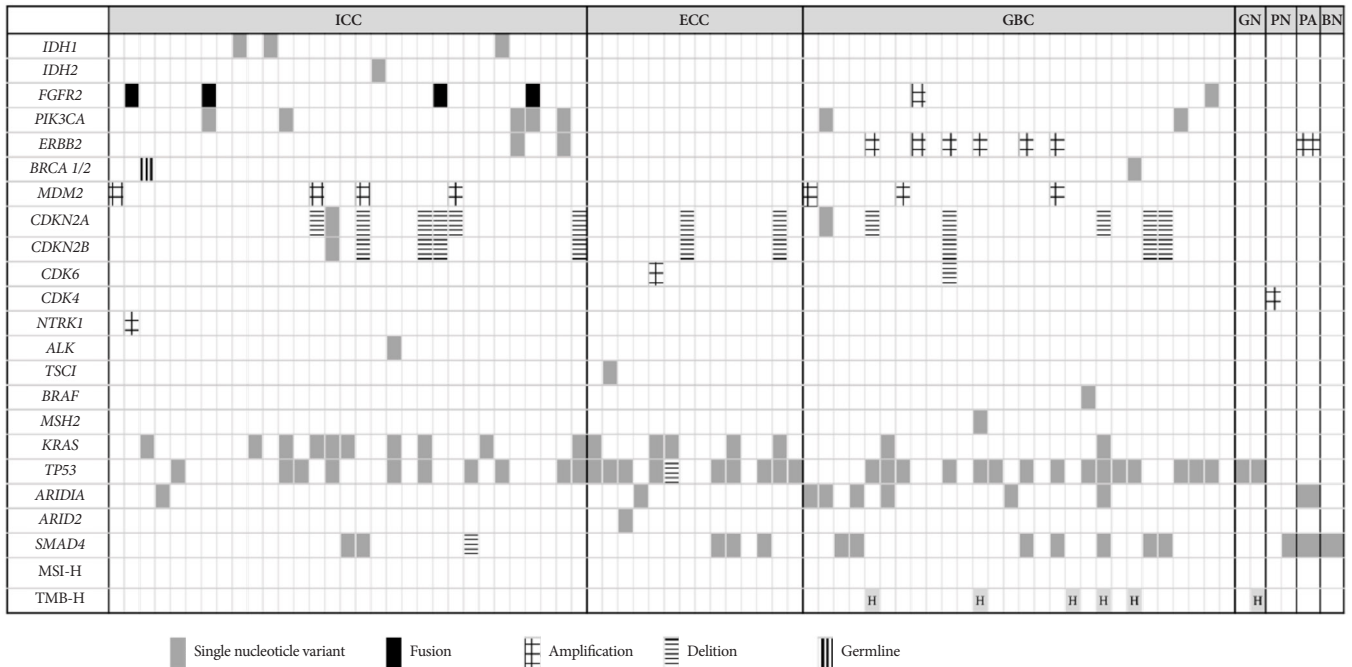 ICC ECC GBC GN PN PA BN
IDH1
IDH2
FGFR2
PIK3CA
ERBB2
BRCA 1/2
MDM2
CDKN2A
CDKN2B
CDK6
CDK4
NTRK1
ALK
TSCI
BRAF
MSH2
KRAS
TP53
ARIDIA
ARID2
SMAD4
MSI-H
TMB-H H H H H H H
Single nucleoticle variant Fusion Amplification Delition Germline